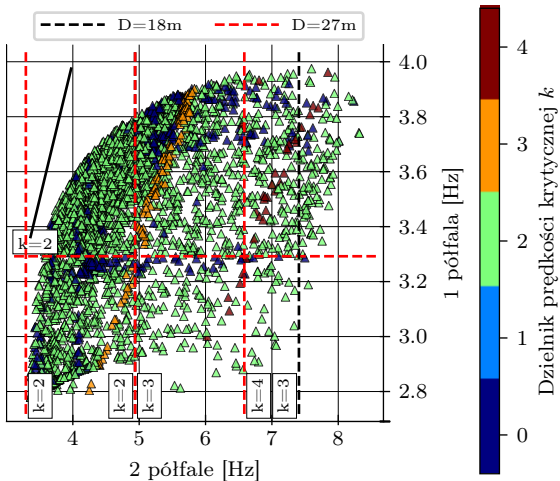 D=18m
D=27m
4.0
3.8
3.6
3.4
3.2
3.0
2.8
1 półfala [Hz]
k=2
k=2
k=2
k=3
k=4
k=3
4
5
6
7
8
2 półfale [Hz]
4
3
2
1
0
Dzielnik prędkości krytycznej k